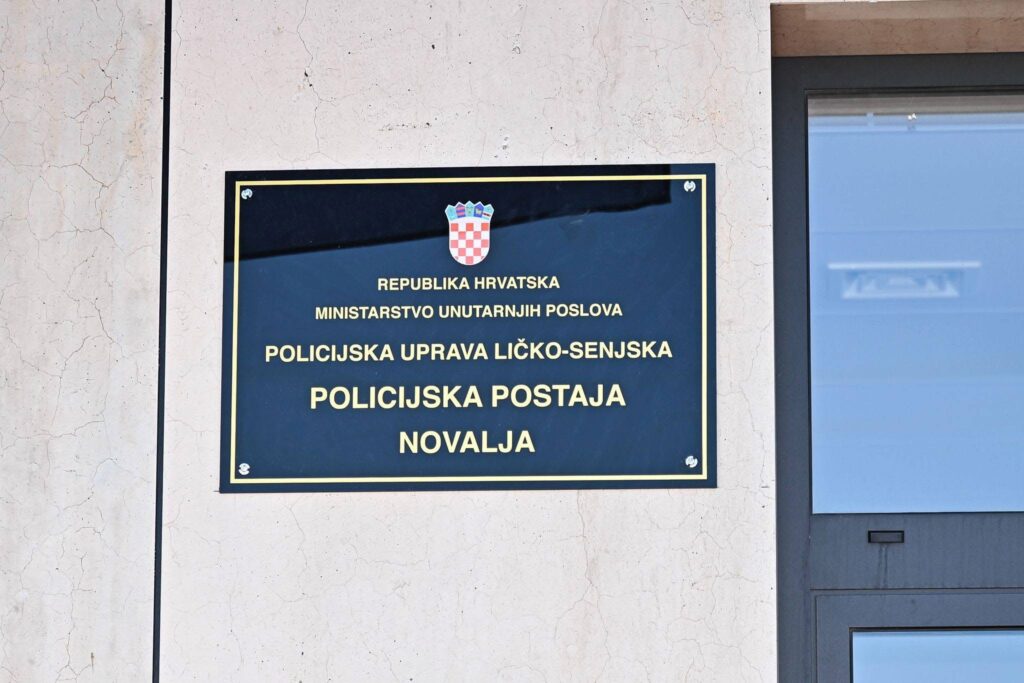 REPUBLIKA HRVATSKA
MINISTARSTVO UNUTARNJIH POSLOVA
POLICIJSKA UPRAVA LIČKO-SENJSKA
POLICIJSKA POSTAJA
NOVALJA